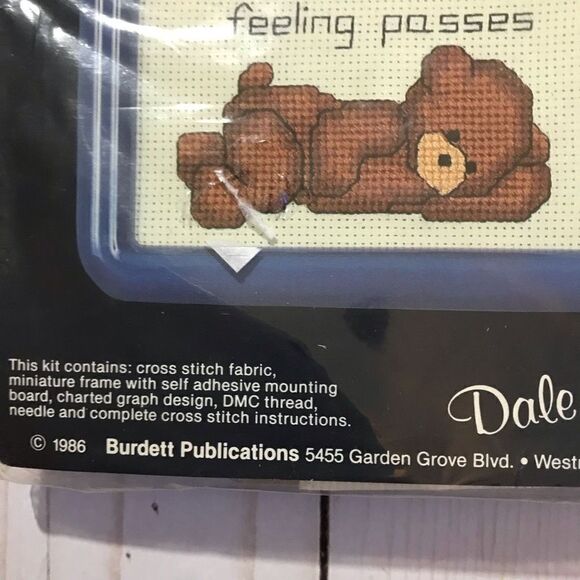 feeling passes
This kit contains: cross stitch fabric,
miniature frame with self adhesive mounting
board, charted graph design, DMC thread,
needle and complete cross stitch instructions.
Dale
© 1986 Burdett Publications 5455 Garden Grove Blvd. • Westm